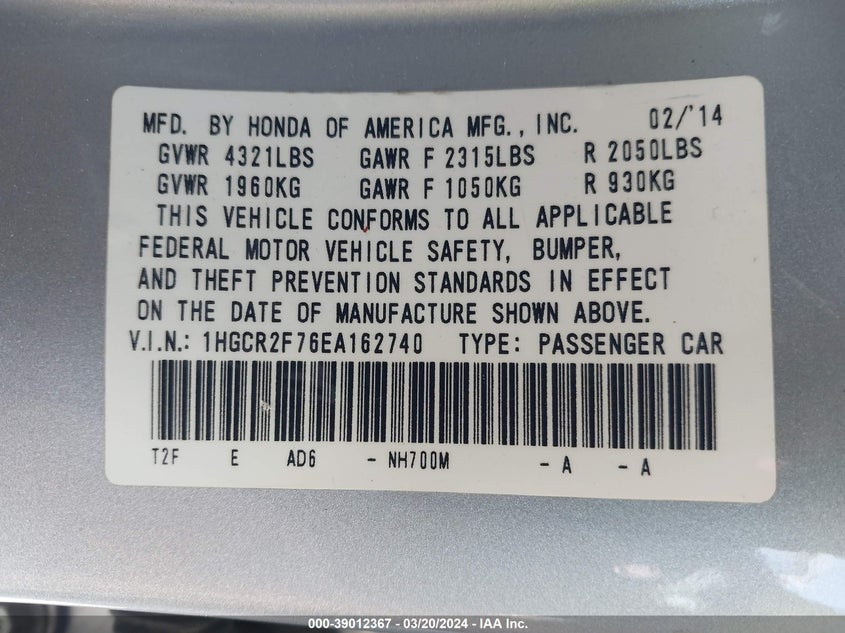 MFD. BY HONDA OF AMERICA MFG., INC. 02/'14
GVWR 4321LBS GAWR F 2315LBS R 2050LBS
GVWR 1960KG GAWR F 1050KG R 930KG
THIS VEHICLE CONFORMS TO ALL APPLICABLE
FEDERAL MOTOR VEHICLE SAFETY, BUMPER,
AND THEFT PREVENTION STANDARDS IN EFFECT
ON THE DATE OF MANUFACTURE SHOWN ABOVE.
V.I.N.: 1HGCR2F76EA162740 TYPE: PASSENGER CAR
T2F E AD6 - NH700M - A - A
000-39012367 - 03/20/2024 - IAA Inc.